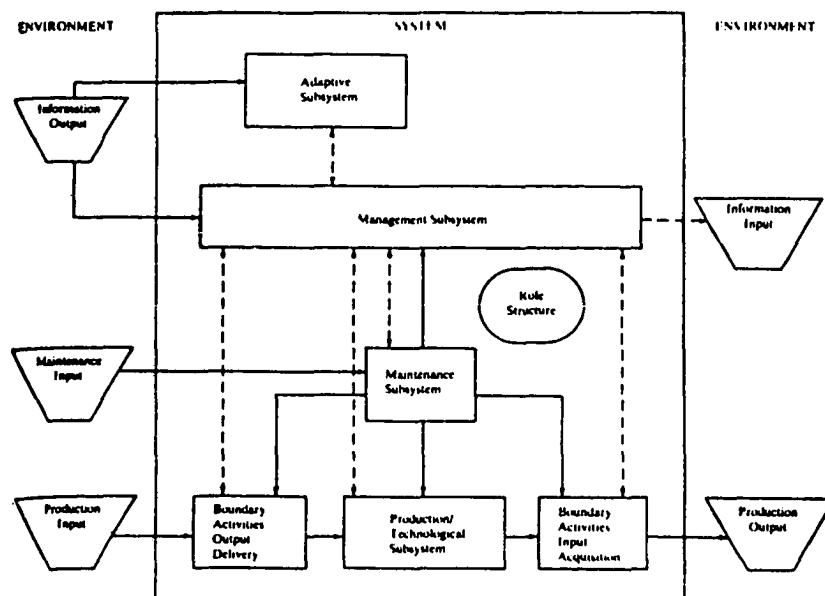 ENVIRONMENT
SYSTEM
ENVIRONMENT
Adaptive
Subsystem
Information
Output
Management Subsystem
Information
Input
Role
Structure
Maintenance
Input
Maintenance
Subsystem
Production
Input
Boundary
Activities
Output
Delivery
Production/
Technological
Subsystem
Boundary
Activities
Input
Acquisition
Production
Output